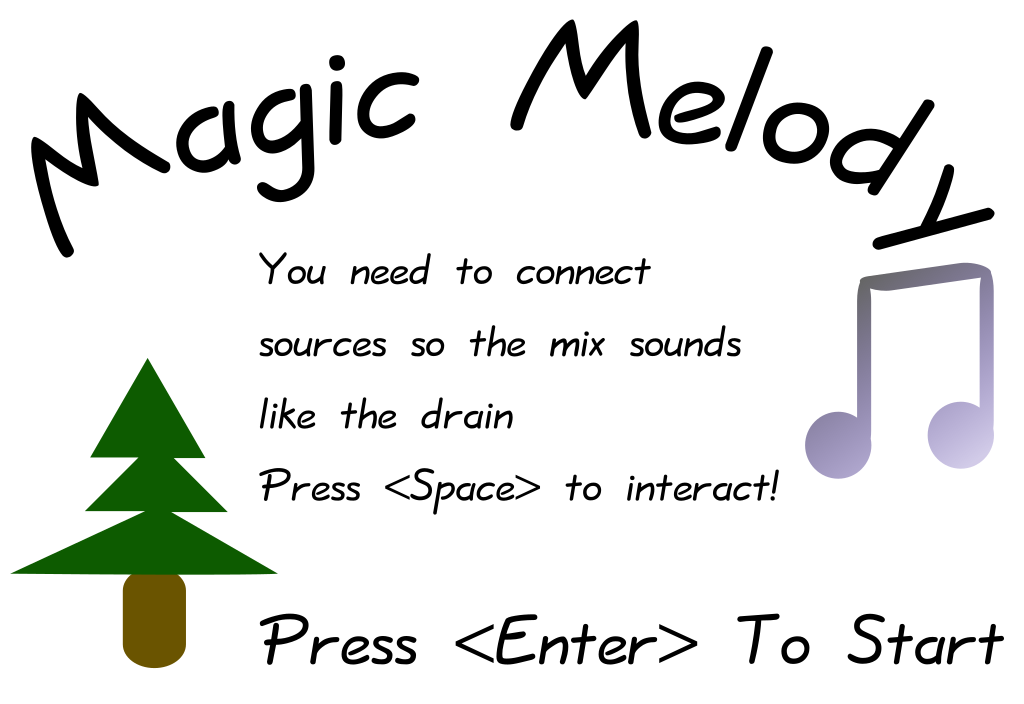 Magic Melody
You need to connect
sources so the mix sounds
like the drain
Press <Space> to interact!
Press <Enter> To Start